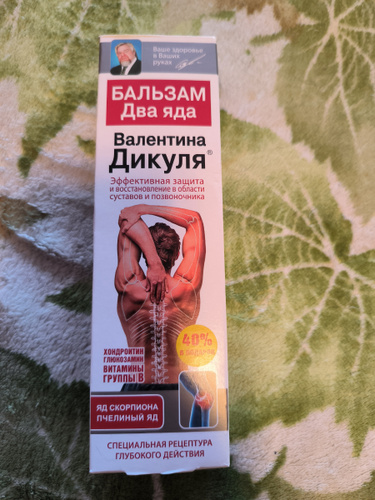 Ваше здоровье
в Ваших
руках
БАЛЬЗАМ
Два яда
Валентина
Дикуля®
Эффективная защита
и восстановление в области
суставов и позвоночника
40%
ХОНДРОИТИН
ГЛЮКОЗАМИН
ВИТАМИНЫ
ГРУППЫ В
ЯД СКОРПИОНА
ПЧЕЛИНЫЙ ЯД
СПЕЦИАЛЬНАЯ РЕЦЕПТУРА
ГЛУБОКОГО ДЕЙСТВИЯ